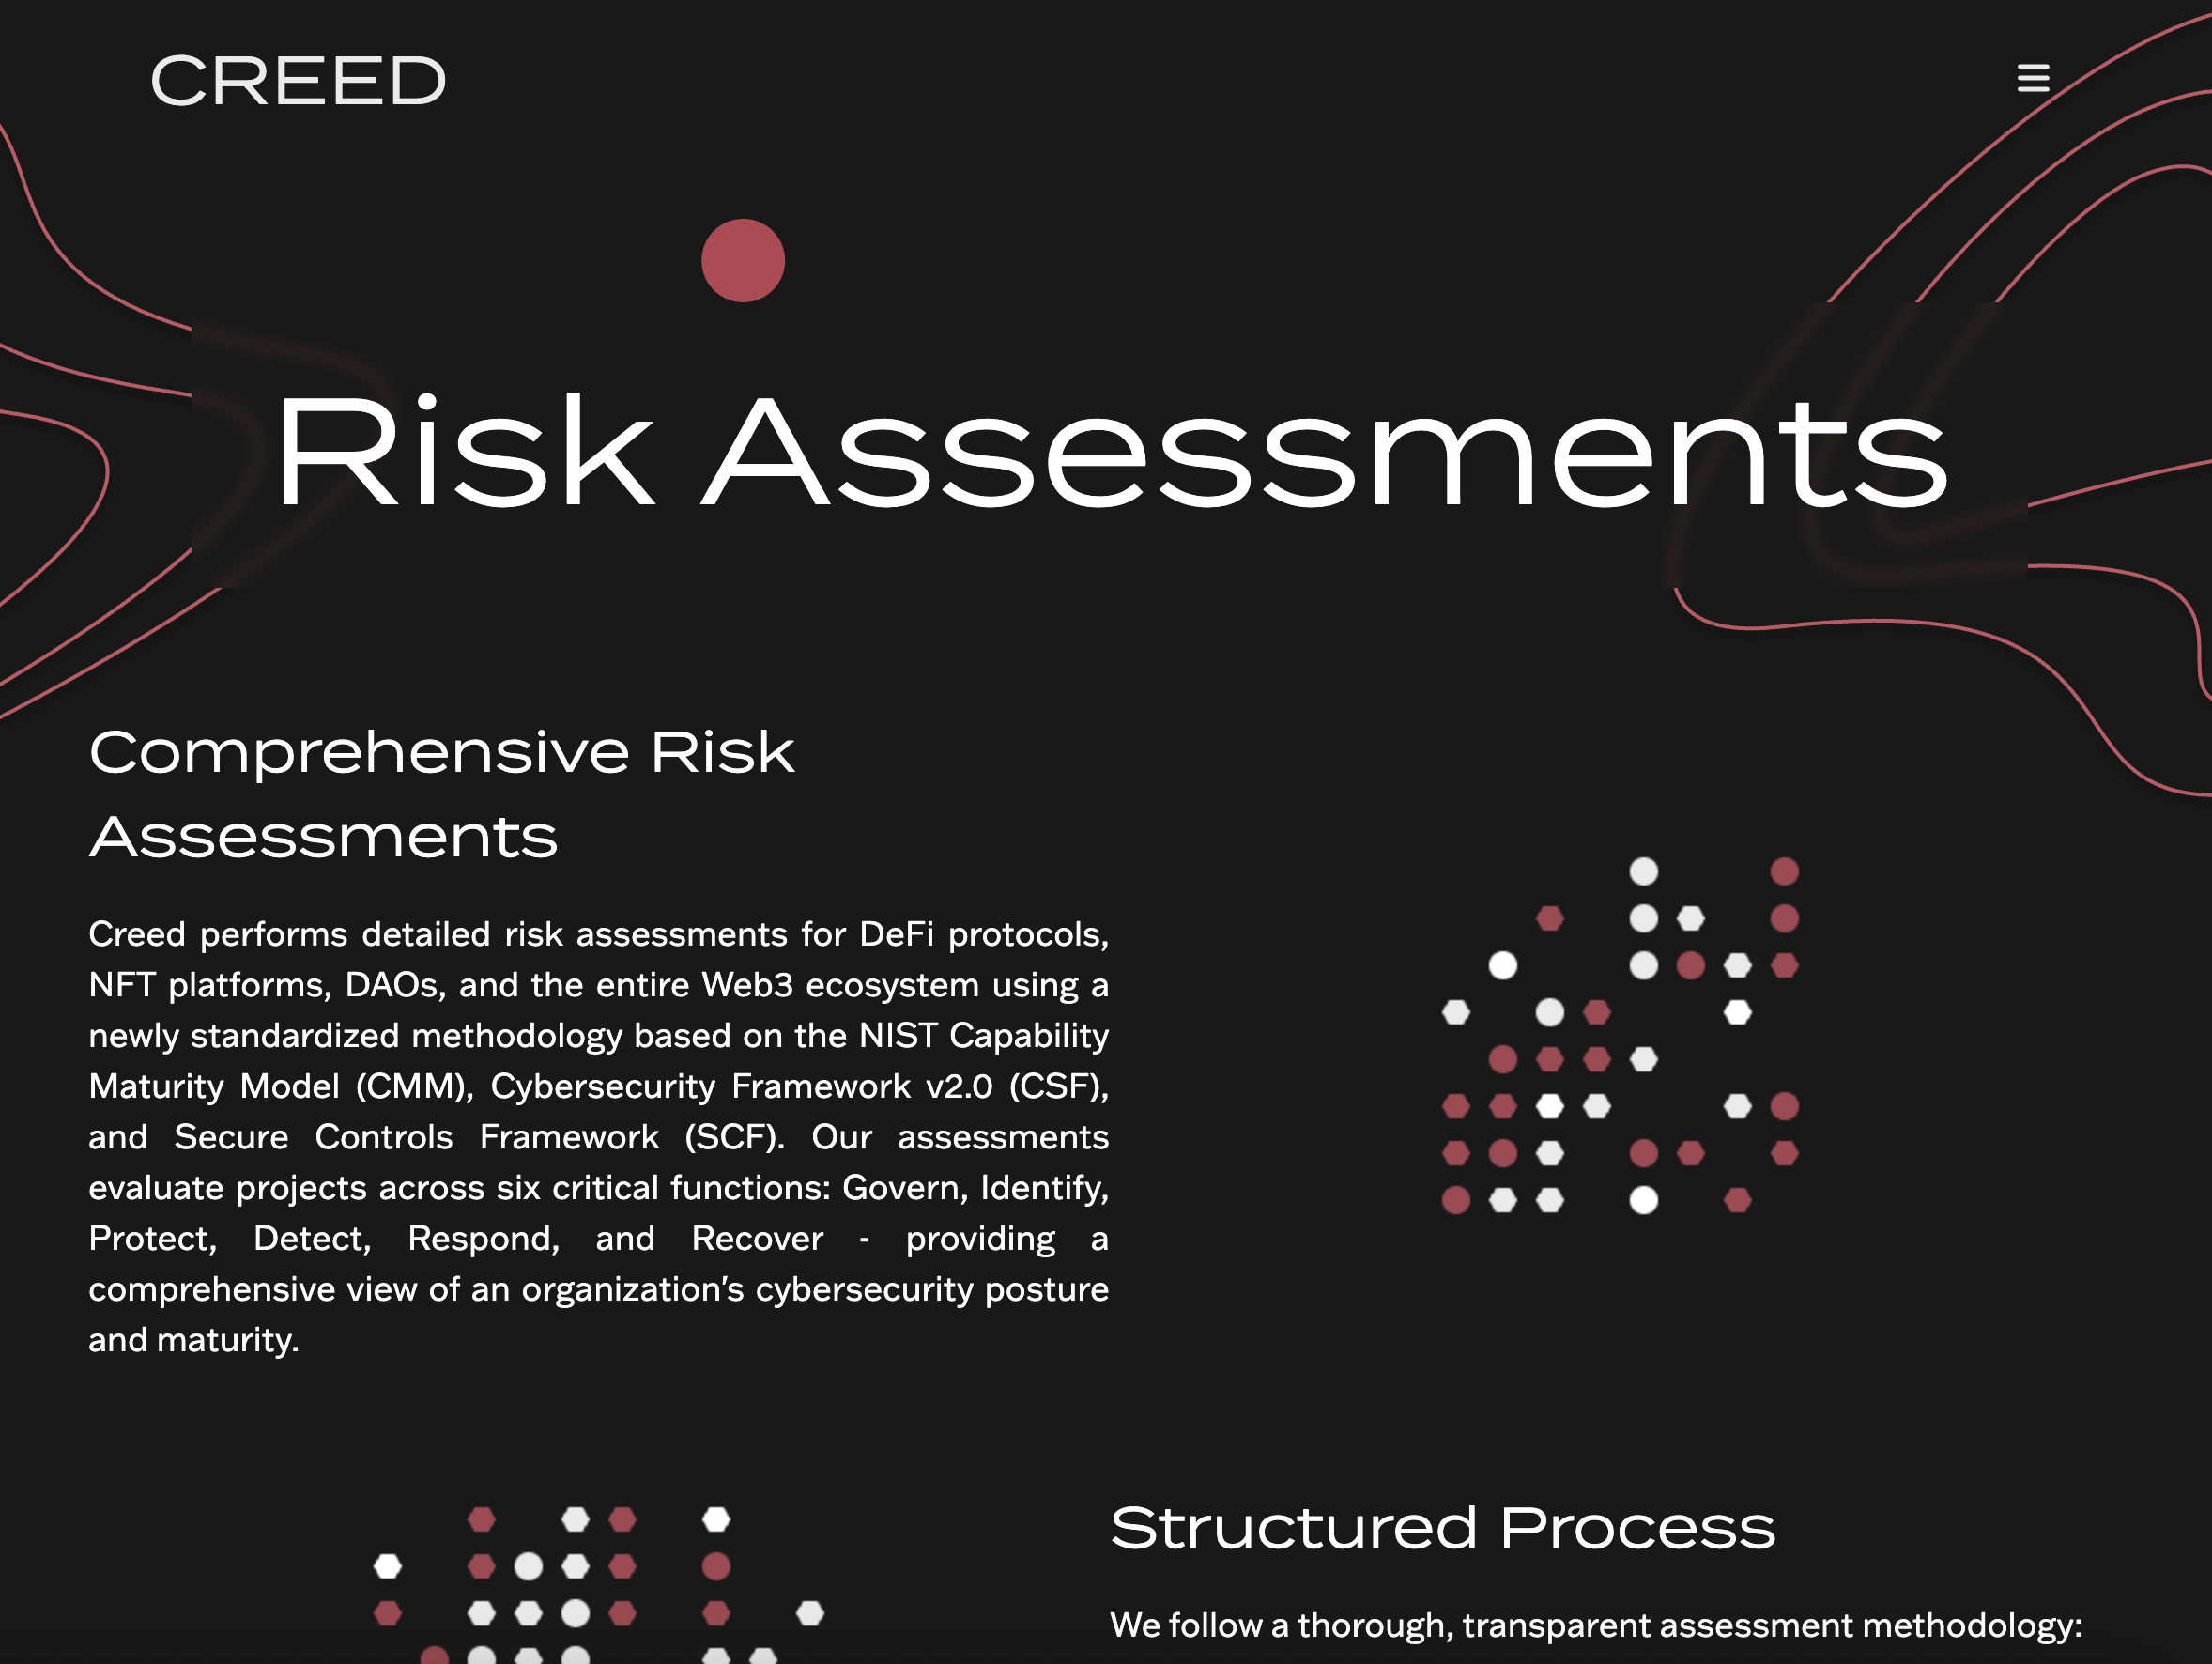 CREED
Risk Assessments
Comprehensive Risk
Assessments
Creed performs detailed risk assessments for DeFi protocols,
NFT platforms, DAOs, and the entire Web3 ecosystem using a
newly standardized methodology based on the NIST Capability
Maturity Model (CMM), Cybersecurity Framework v2.0 (CSF),
and Secure Controls Framework (SCF). Our assessments
evaluate projects across six critical functions: Govern, Identify,
Protect, Detect, Respond, and Recover - providing a
comprehensive view of an organization's cybersecurity posture
and maturity.
Structured Process
We follow a thorough, transparent assessment methodology: